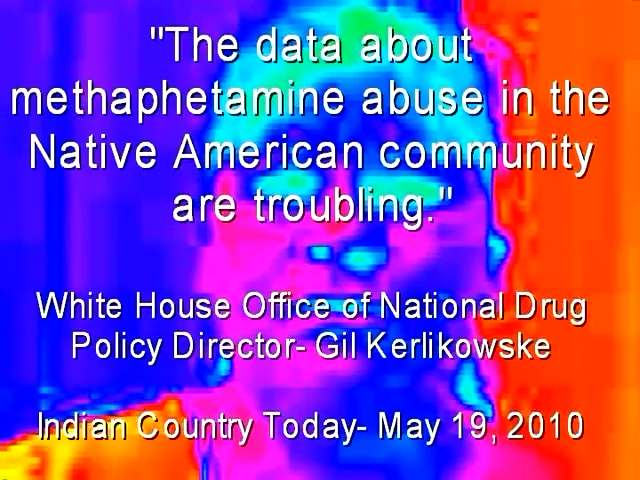 "The data about
methaphetamine abuse in the
Native American community
are troubling."
White House Office of National Drug
Policy Director- Gil Kerlikowske
Indian Country Today- May 19, 2010